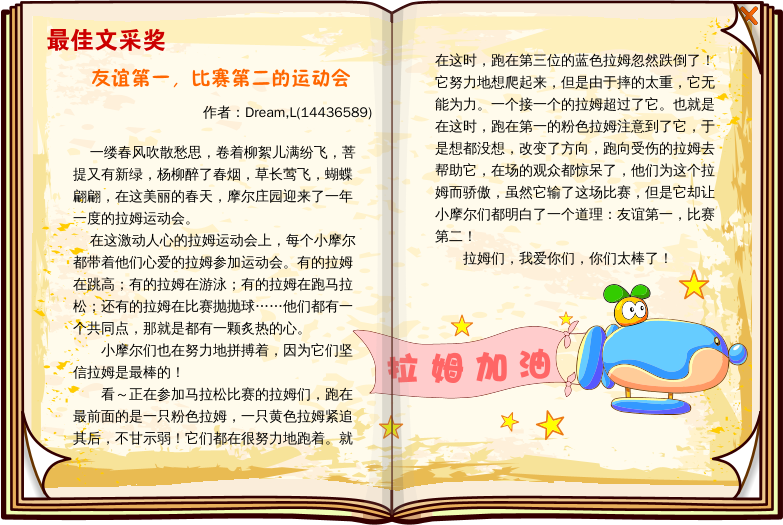 最佳文采奖
友谊第一，比赛第二的运动会
作者：Dream,L(14436589)
一缕春风吹散愁思，卷着柳絮儿满纷飞，菩
提又有新绿，杨柳醉了春烟，草长莺飞，蝴蝶
翩翩，在这美丽的春天，摩尔庄园迎来了一年
一度的拉姆运动会。
在这激动人心的拉姆运动会上，每个小摩尔
都带着他们心爱的拉姆参加运动会。有的拉姆
在跳高；有的拉姆在游泳；有的拉姆在跑马拉
松；还有的拉姆在比赛抛抛球……他们都有一
个共同点，那就是都有一颗炙热的心。
小摩尔们也在努力地拼搏着，因为它们坚
信拉姆是最棒的！
看～正在参加马拉松比赛的拉姆们，跑在
最前面的是一只粉色拉姆，一只黄色拉姆紧追
其后，不甘示弱！它们都在很努力地跑着。就
在这时，跑在第三位的蓝色拉姆忽然跌倒了！
它努力地想爬起来，但是由于摔的太重，它无
能为力。一个接一个的拉姆超过了它。也就是
在这时，跑在第一的粉色拉姆注意到了它，于
是想都没想，改变了方向，跑向受伤的拉姆去
帮助它，在场的观众都惊呆了，他们为这个拉
姆而骄傲，虽然它输了这场比赛，但是它却让
小摩尔们都明白了一个道理：友谊第一，比赛
第二！
拉姆们，我爱你们，你们太棒了！
拉姆加油